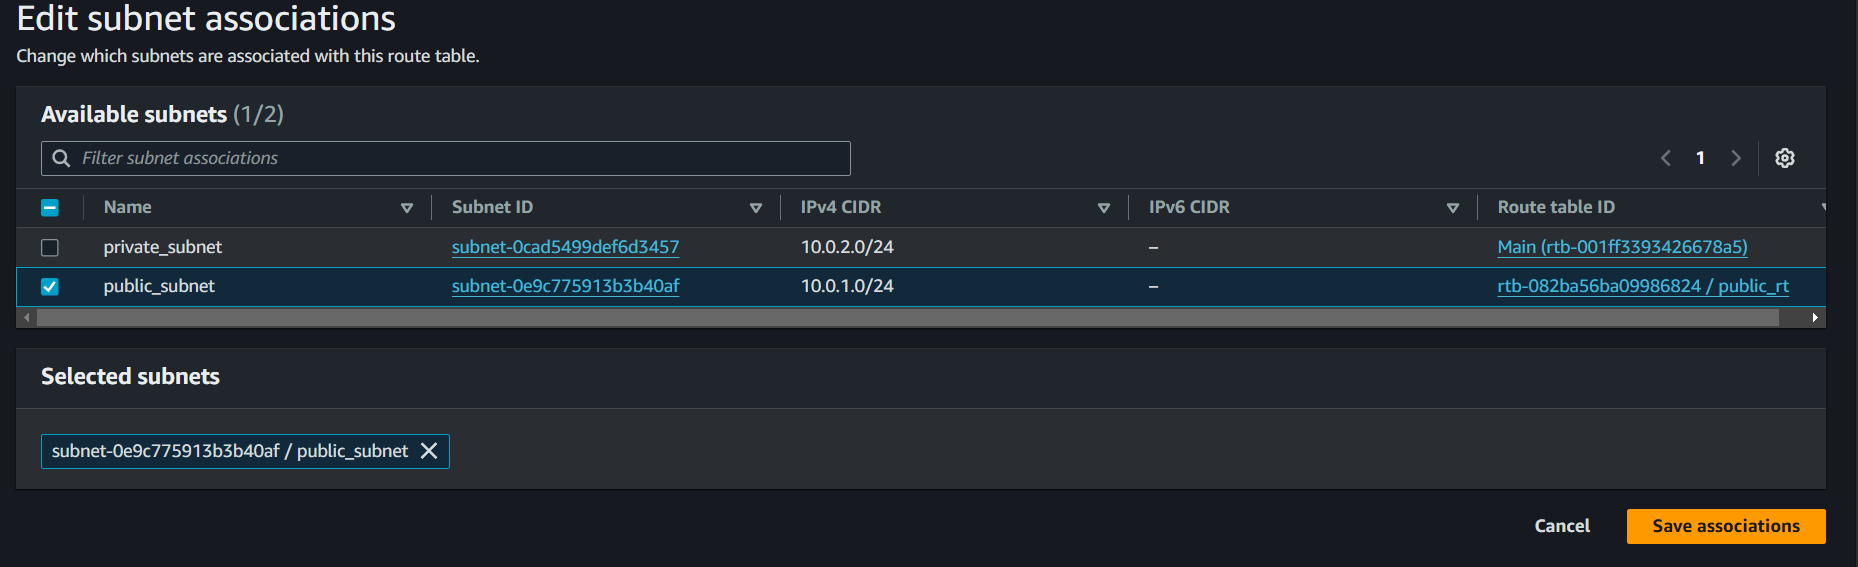 Edit subnet associations
Change which subnets are associated with this route table.
Available subnets (1/2)
Filter subnet associations
1
Name Subnet ID IPv4 CIDR IPv6 CIDR Route table ID
private_subnet subnet-0cad5499def6d3457 10.0.2.0/24 – Main (rtb-001ff3393426678a5)
public_subnet subnet-0e9c775913b3b40af 10.0.1.0/24 – rtb-082ba56ba09986824 / public_rt
Selected subnets
subnet-0e9c775913b3b40af / public_subnet
Cancel Save associations